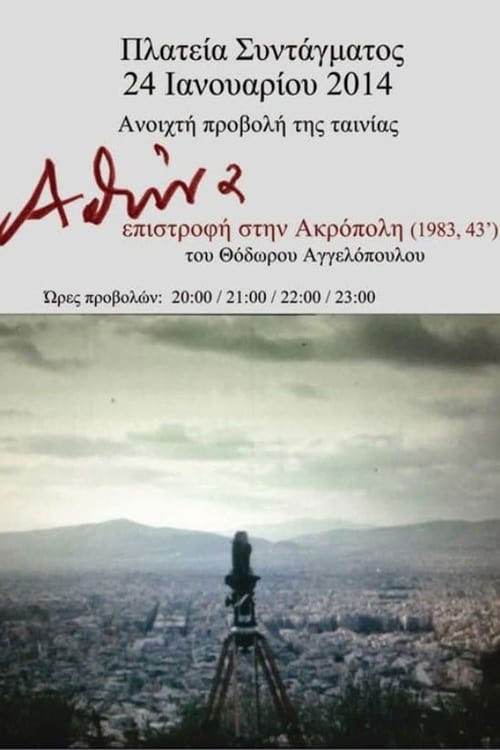 Πλατεία Συντάγματος
24 Ιανουαρίου 2014
Ανοιχτή προβολή της ταινίας
Αθήνα
επιστροφή στην Ακρόπολη (1983, 43’)
του Θόδωρου Αγγελόπουλου
Ώρες προβολών: 20:00 / 21:00 / 22:00 / 23:00